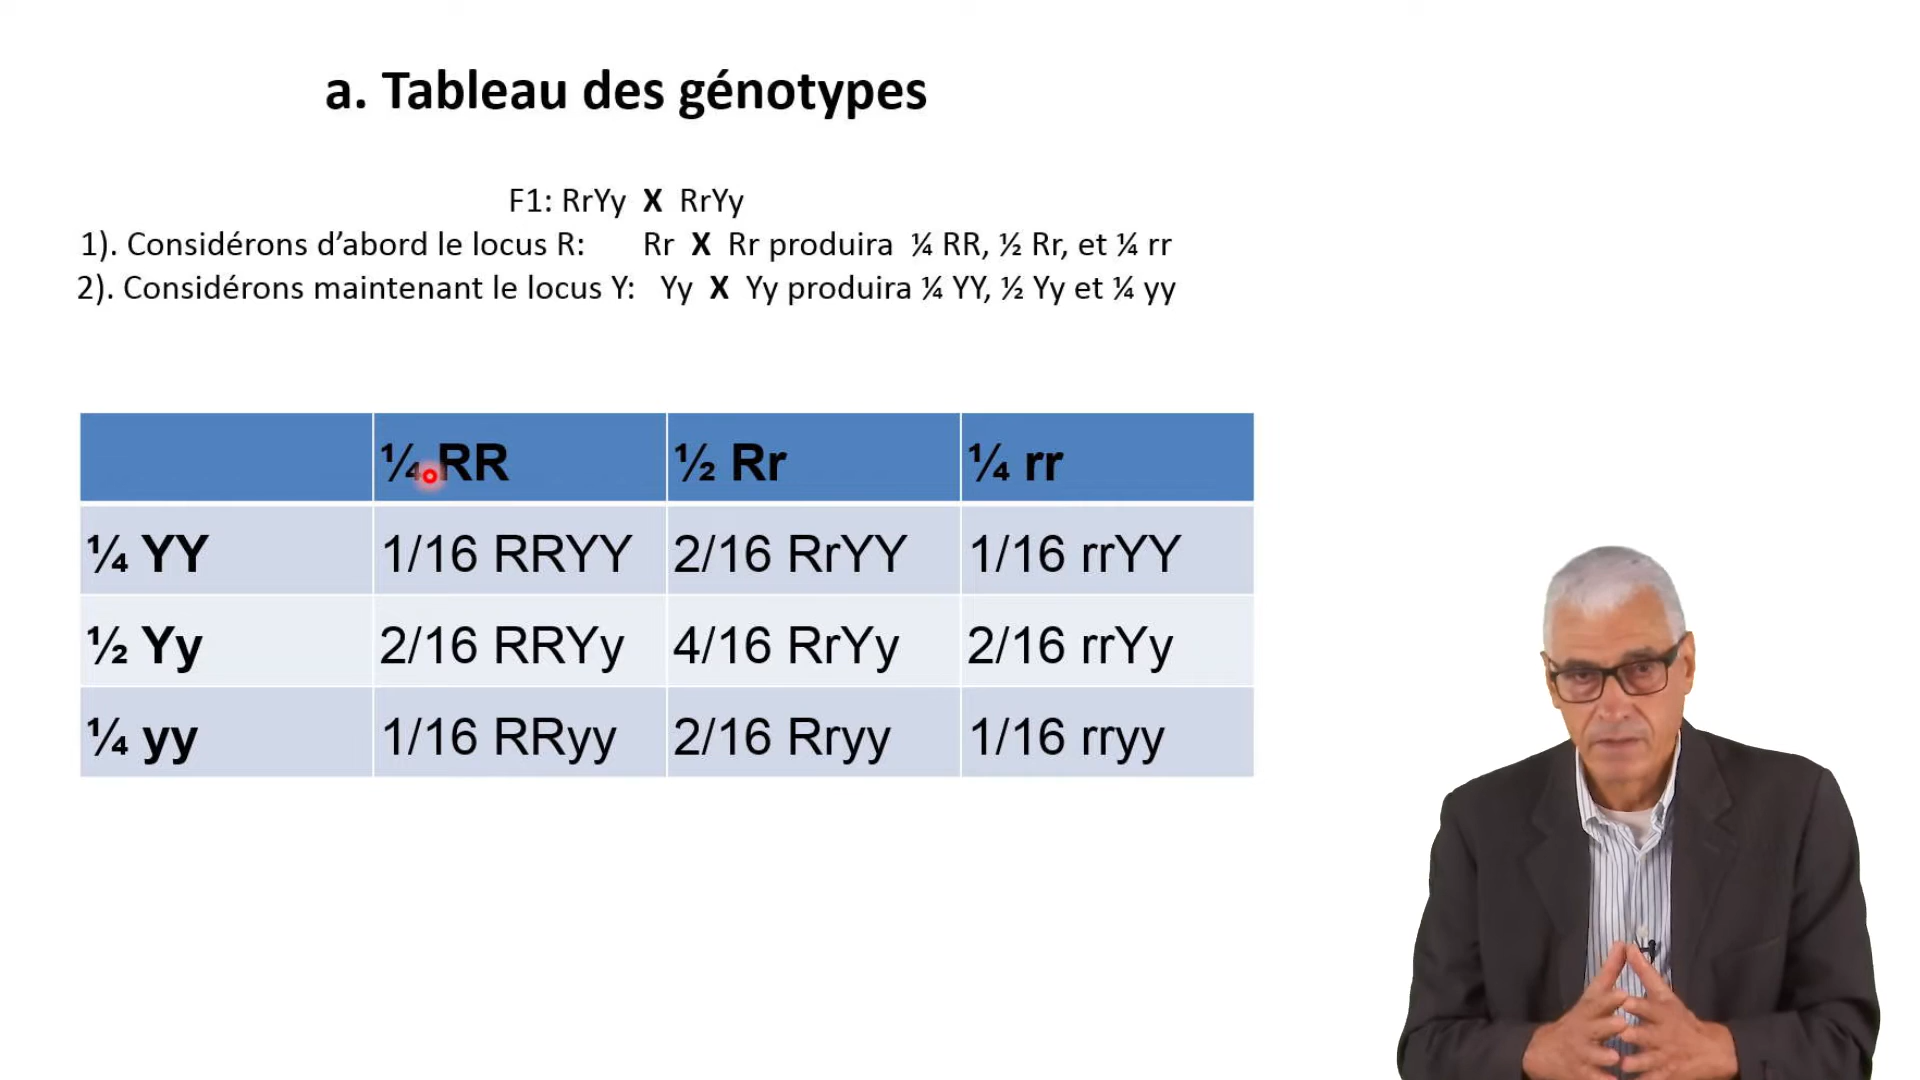 a. Tableau des génotypes
F1: RrYy X RrYy
1). Considérons d’abord le locus R: Rr X Rr produira ¼ RR, ½ Rr, et ¼ rr
2). Considérons maintenant le locus Y: Yy X Yy produira ¼ YY, ½ Yy et ¼ yy
¼ RR ½ Rr ¼ rr
¼ YY 1/16 RRYY 2/16 RrYY 1/16 rrYY
½ Yy 2/16 RRYy 4/16 RrYy 2/16 rrYy
¼ yy 1/16 RRyy 2/16 Rryy 1/16 rryy